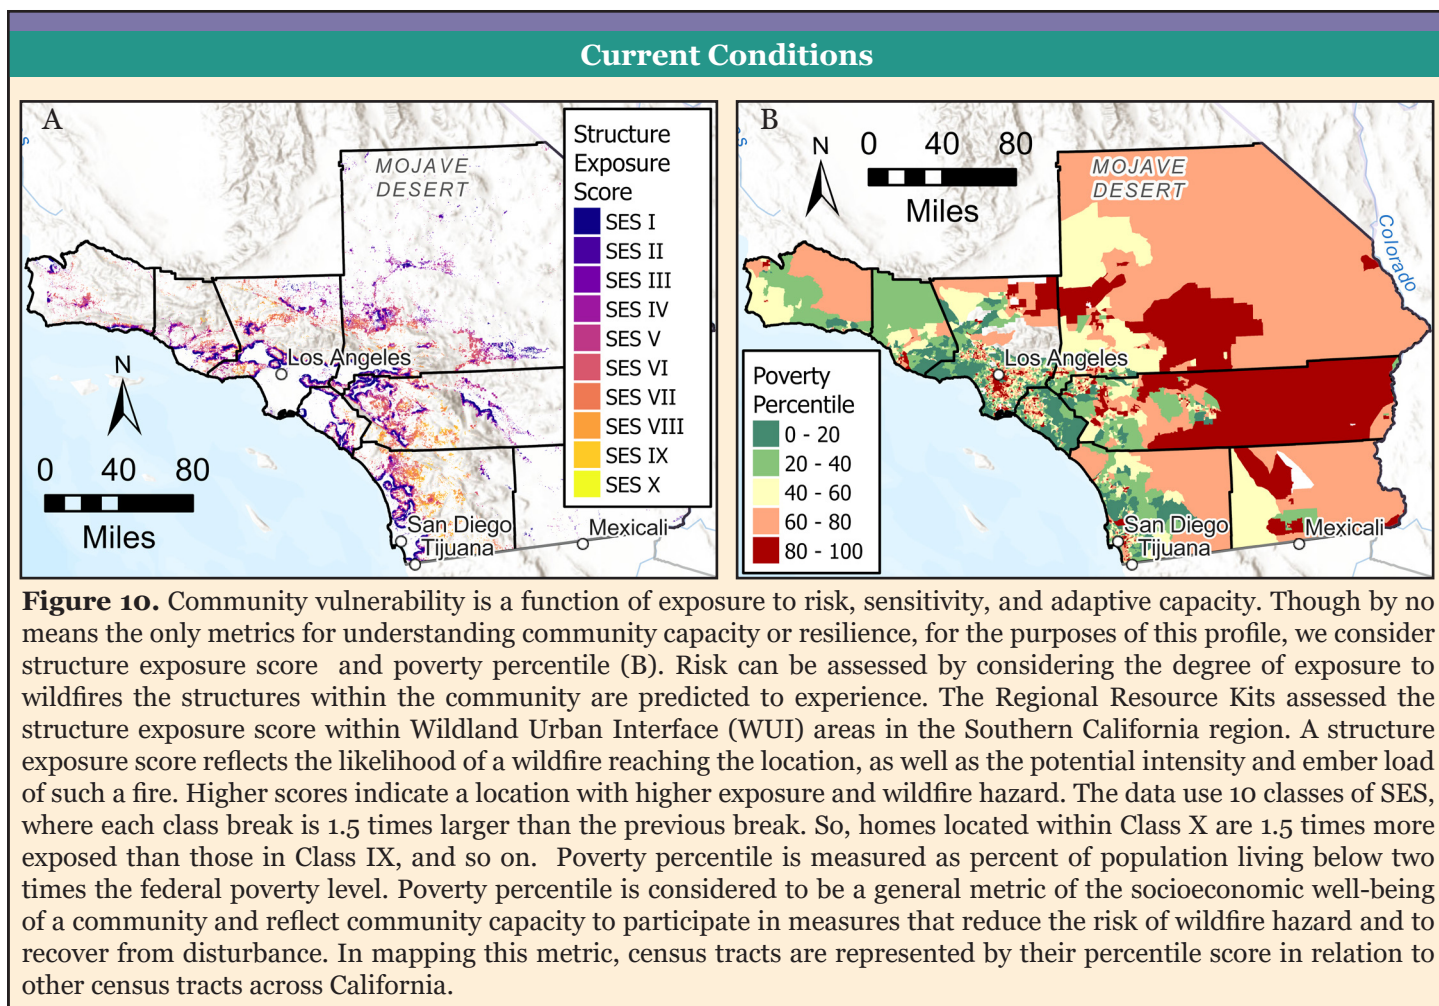 Current Conditions
A
MOJAVE
DESERT
Structure
Exposure
Score
SES I
SES II
SES III
SES IV
SES V
SES VI
SES VII
SES VIII
SES IX
SES X
Los Angeles
N
0 40 80
Miles
San Diego
Tijuana
Mexicali
B
N
0 40 80
Miles
MOJAVE
DESERT
Colorado
Los Angeles
Poverty
Percentile
0 - 20
20 - 40
40 - 60
60 - 80
80 - 100
San Diego
Tijuana
Mexicali
Figure 10. Community vulnerability is a function of exposure to risk, sensitivity, and adaptive capacity. Though by no
means the only metrics for understanding community capacity or resilience, for the purposes of this profile, we consider
structure exposure score and poverty percentile (B). Risk can be assessed by considering the degree of exposure to
wildfires the structures within the community are predicted to experience. The Regional Resource Kits assessed the
structure exposure score within Wildland Urban Interface (WUI) areas in the Southern California region. A structure
exposure score reflects the likelihood of a wildfire reaching the location, as well as the potential intensity and ember load
of such a fire. Higher scores indicate a location with higher exposure and wildfire hazard. The data use 10 classes of SES,
where each class break is 1.5 times larger than the previous break. So, homes located within Class X are 1.5 times more
exposed than those in Class IX, and so on. Poverty percentile is measured as percent of population living below two
times the federal poverty level. Poverty percentile is considered to be a general metric of the socioeconomic well-being
of a community and reflect community capacity to participate in measures that reduce the risk of wildfire hazard and to
recover from disturbance. In mapping this metric, census tracts are represented by their percentile score in relation to
other census tracts across California.